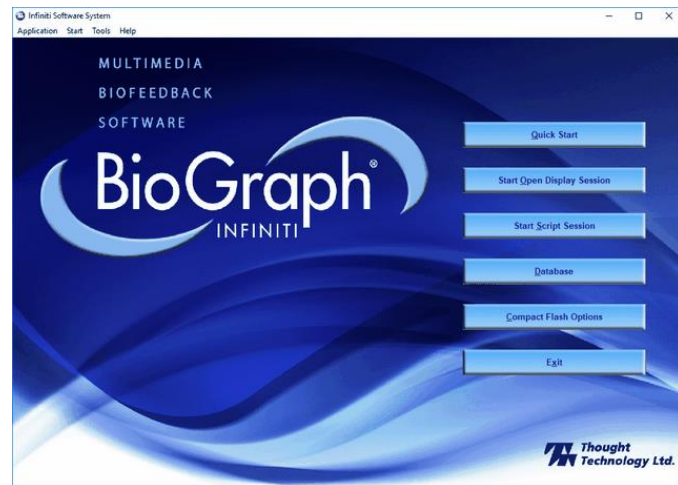 Infiniti Software System
Application Start Tools Help
MULTIMEDIA
BIOFEEDBACK
SOFTWARE
BioGraph®
INFINITI
Quick Start
Start Open Display Session
Start Script Session
Database
Compact Flash Options
Exit
Thought
Technology Ltd.